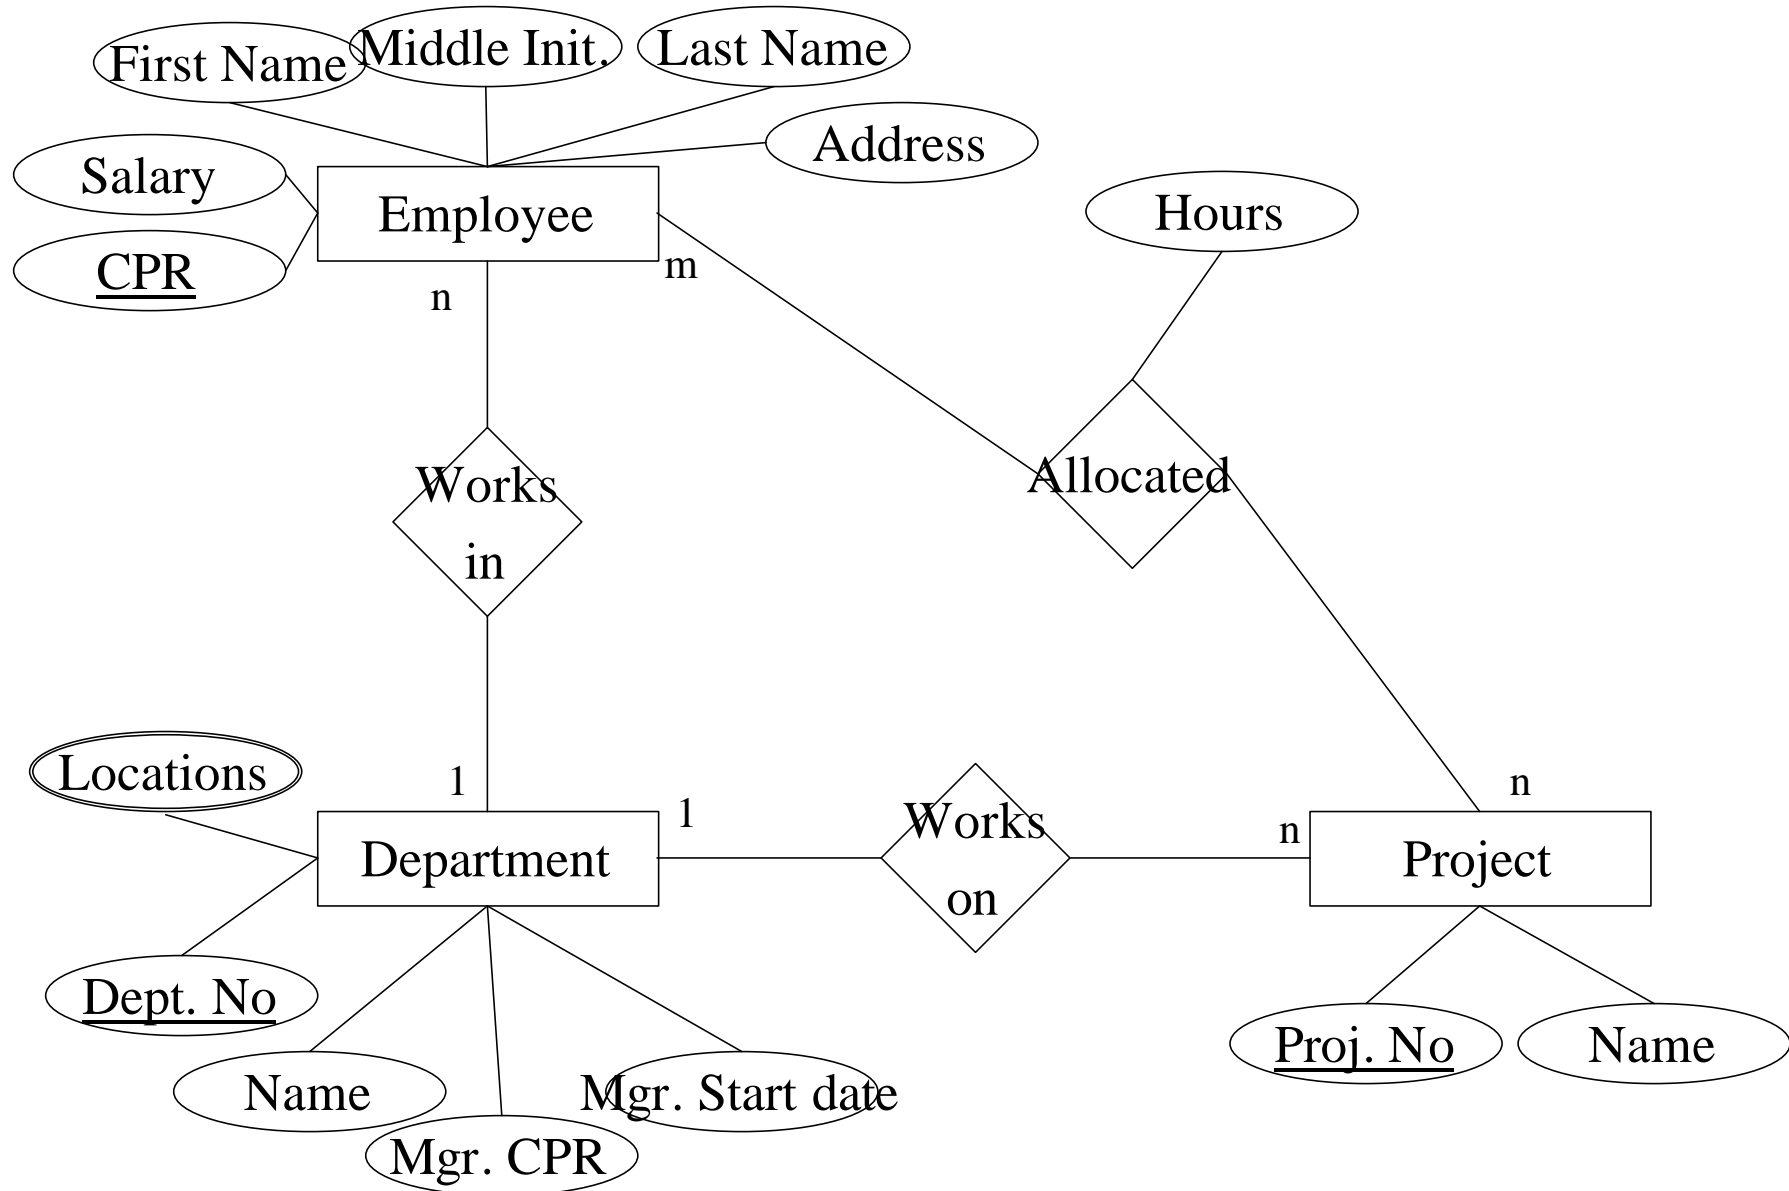 First Name
Middle Init.
Last Name
Address
Salary
Employee
Hours
CPR
m
n
Allocated
Works
in
Locations
1
1
n
n
Department
Works
on
Project
Dept. No
Name
Mgr. Start date
Mgr. CPR
Proj. No
Name